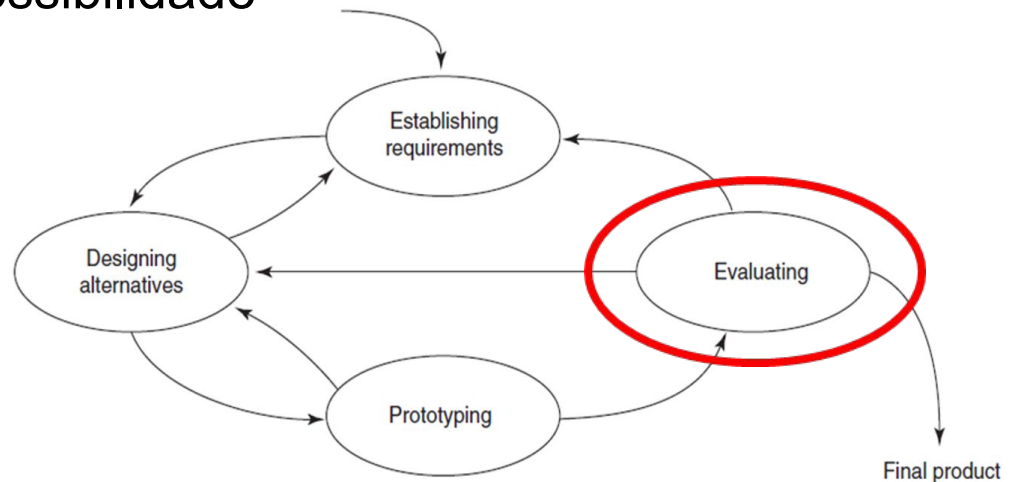 Establishing
requirements
Designing
alternatives
Evaluating
Prototyping
Final product